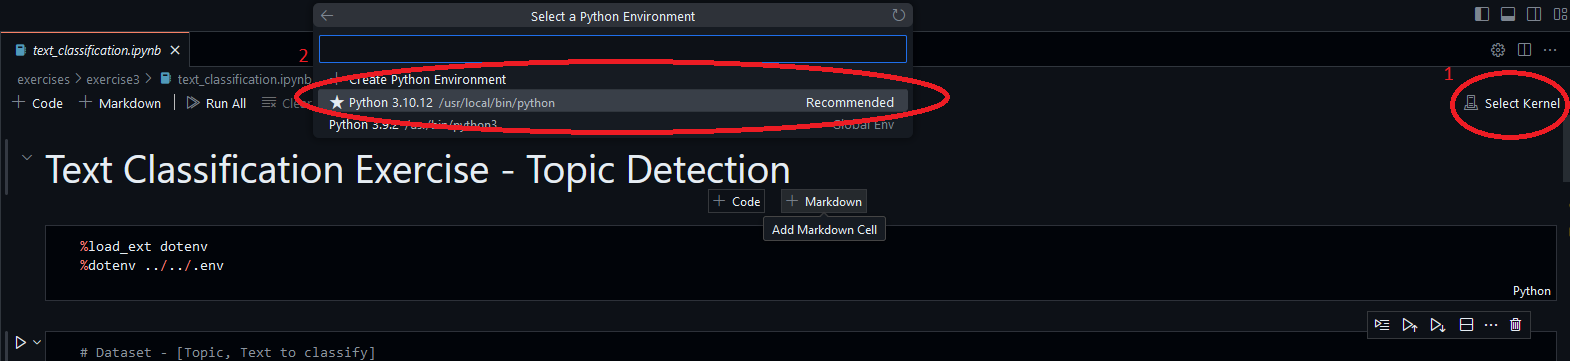 Select a Python Environment
text_classification.ipynb
2
exercises > exercise3 > text_classification.ipynb
+ Create Python Environment
1
+ Code + Markdown Run All Clear
★ Python 3.10.12 /usr/local/bin/python Recommended
Select Kernel
Python 3.9.2 /usr/bin/python3 Global Env
Text Classification Exercise - Topic Detection
+ Code + Markdown
Add Markdown Cell
%load_ext dotenv
%dotenv ../../.env
Python
# Dataset - [Topic, Text to classify]